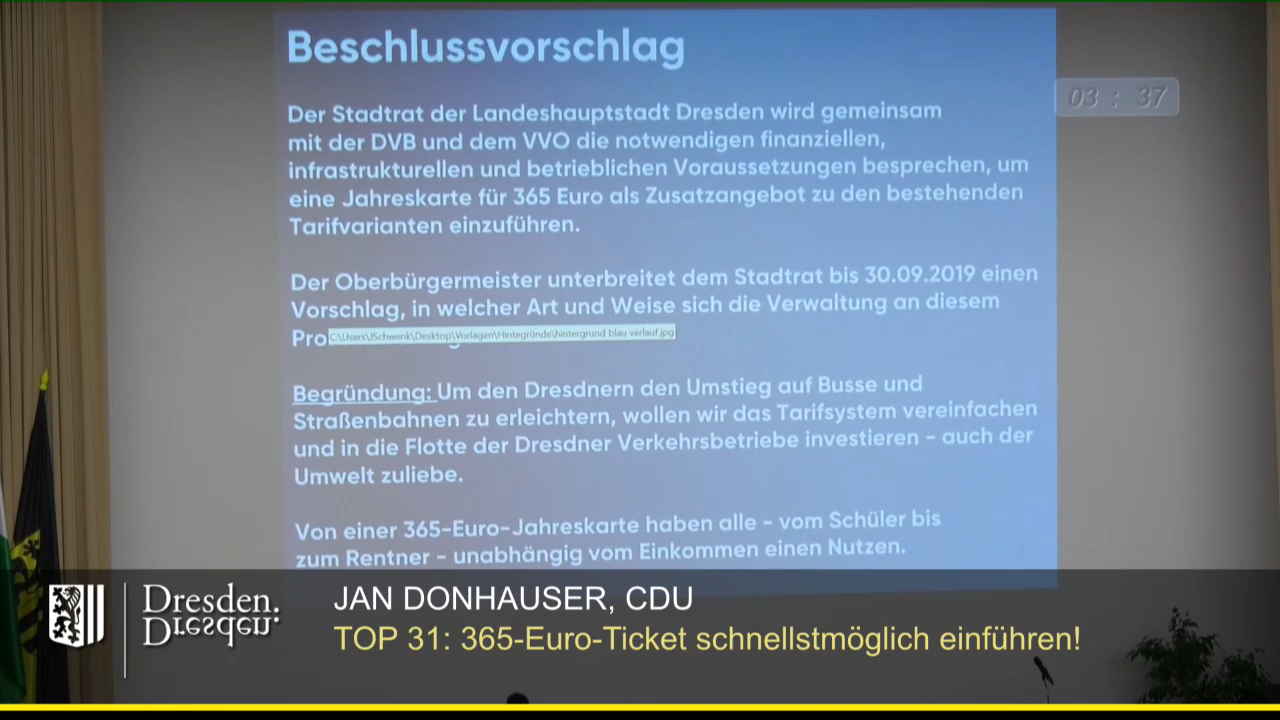 Beschlussvorschlag
Der Stadtrat der Landeshauptstadt Dresden wird gemeinsam
mit der DVB und dem VVO die notwendigen finanziellen,
infrastrukturellen und betrieblichen Voraussetzungen besprechen, um
eine Jahreskarte für 365 Euro als Zusatzangebot zu den bestehenden
Tarifvarianten einzuführen.
03 : 37
Der Oberbürgermeister unterbreitet dem Stadtrat bis 30.09.2019 einen
Vorschlag, in welcher Art und Weise sich die Verwaltung an diesem
Pro
C:\Users\JSchwenk\Desktop\Vorlagen\Hintegründe\hintergrund blau verlauf.jpg
Begründung: Um den Dresdnern den Umstieg auf Busse und
Straßenbahnen zu erleichtern, wollen wir das Tarifsystem vereinfachen
und in die Flotte der Dresdner Verkehrsbetriebe investieren – auch der
Umwelt zuliebe.
Von einer 365-Euro-Jahreskarte haben alle – vom Schüler bis
zum Rentner – unabhängig vom Einkommen einen Nutzen.
Dresden.
Dresden.
JAN DONHAUSER, CDU
TOP 31: 365-Euro-Ticket schnellstmöglich einführen!